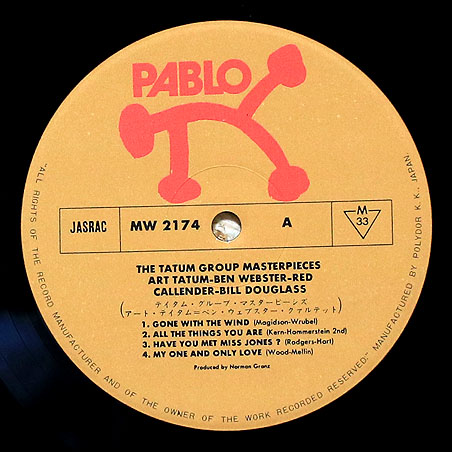 PABLO
JASRAC
MW 2174
A
M
33
THE TATUM GROUP MASTERPIECES
ART TATUM-BEN WEBSTER-RED
CALLENDER-BILL DOUGLASS
(テイタム・グループ・マスターピーシズ
アート・テイタム=ベン・ウェブスター・クァルテット)
1. GONE WITH THE WIND (Magidson-Wrubel)
2. ALL THE THINGS YOU ARE (Kern-Hammerstein 2nd)
3. HAVE YOU MET MISS JONES ? (Rodgers-Hart)
4. MY ONE AND ONLY LOVE (Wood-Mellin)
Produced by Norman Granz
"ALL RIGHTS OF THE RECORD MANUFACTURER AND OF THE OWNER OF THE WORK RECORDED RESERVED." MANUFACTURED BY POLYDOR K.K., JAPAN.